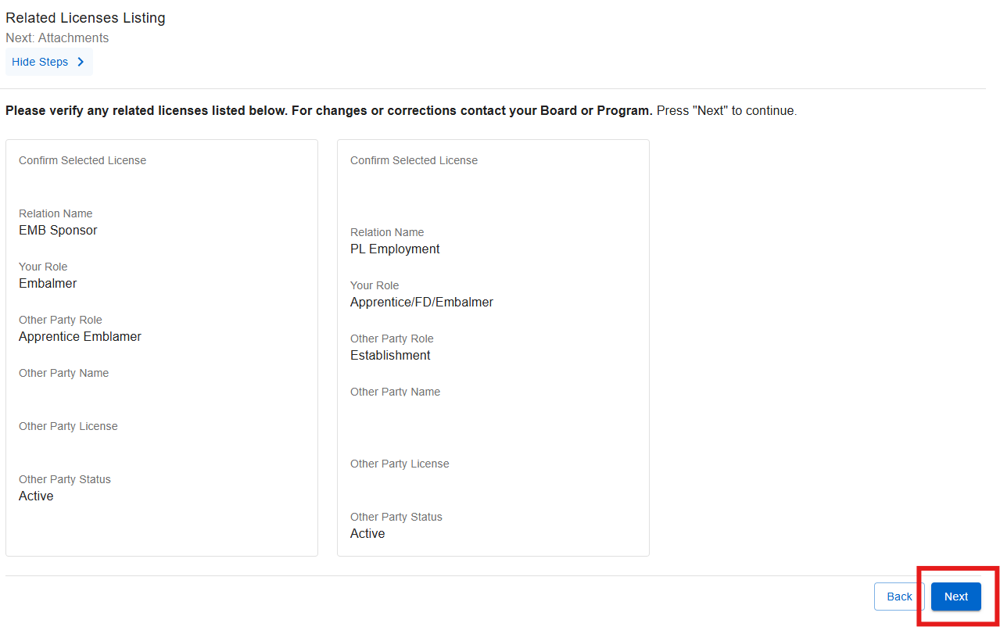 Related Licenses Listing
Next: Attachments
Hide Steps
Please verify any related licenses listed below. For changes or corrections contact your Board or Program. Press "Next" to continue.
Confirm Selected License
Relation Name
EMB Sponsor
Your Role
Embalmer
Other Party Role
Apprentice Emblamer
Other Party Name
Other Party License
Other Party Status
Active
Confirm Selected License
Relation Name
PL Employment
Your Role
Apprentice/FD/Embalmer
Other Party Role
Establishment
Other Party Name
Other Party License
Other Party Status
Active
Back
Next